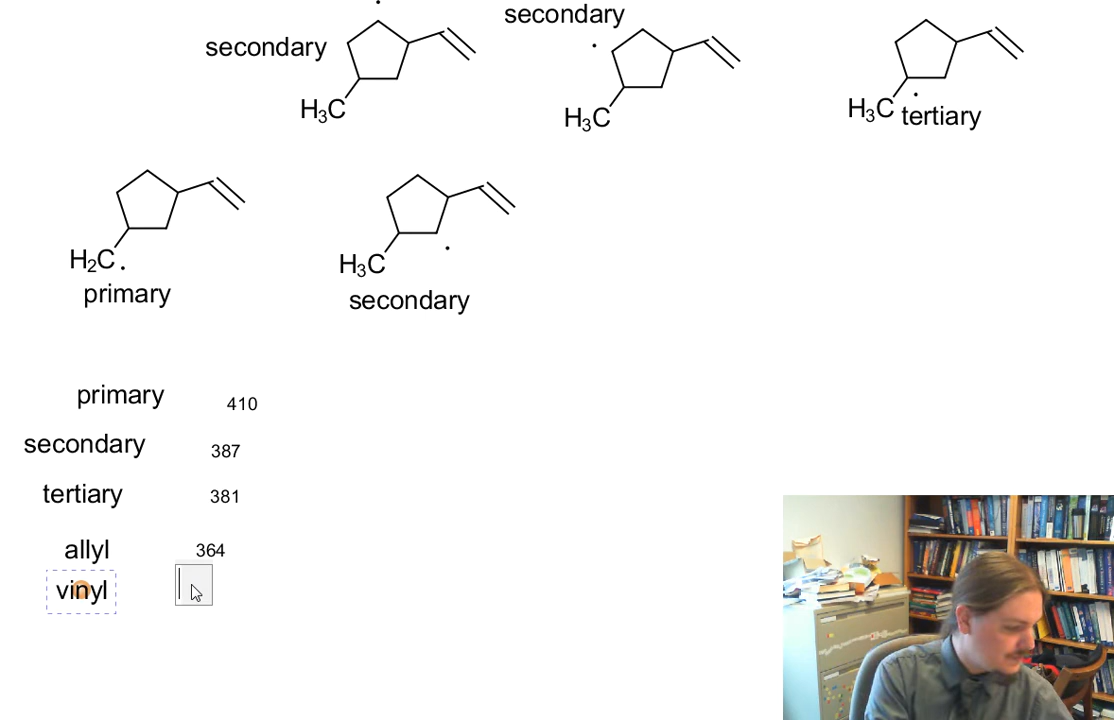 secondary
H3C
secondary
H3C
H3C
tertiary
H2C
primary
H3C
secondary
primary 410
secondary 387
tertiary 381
allyl 364
vinyl